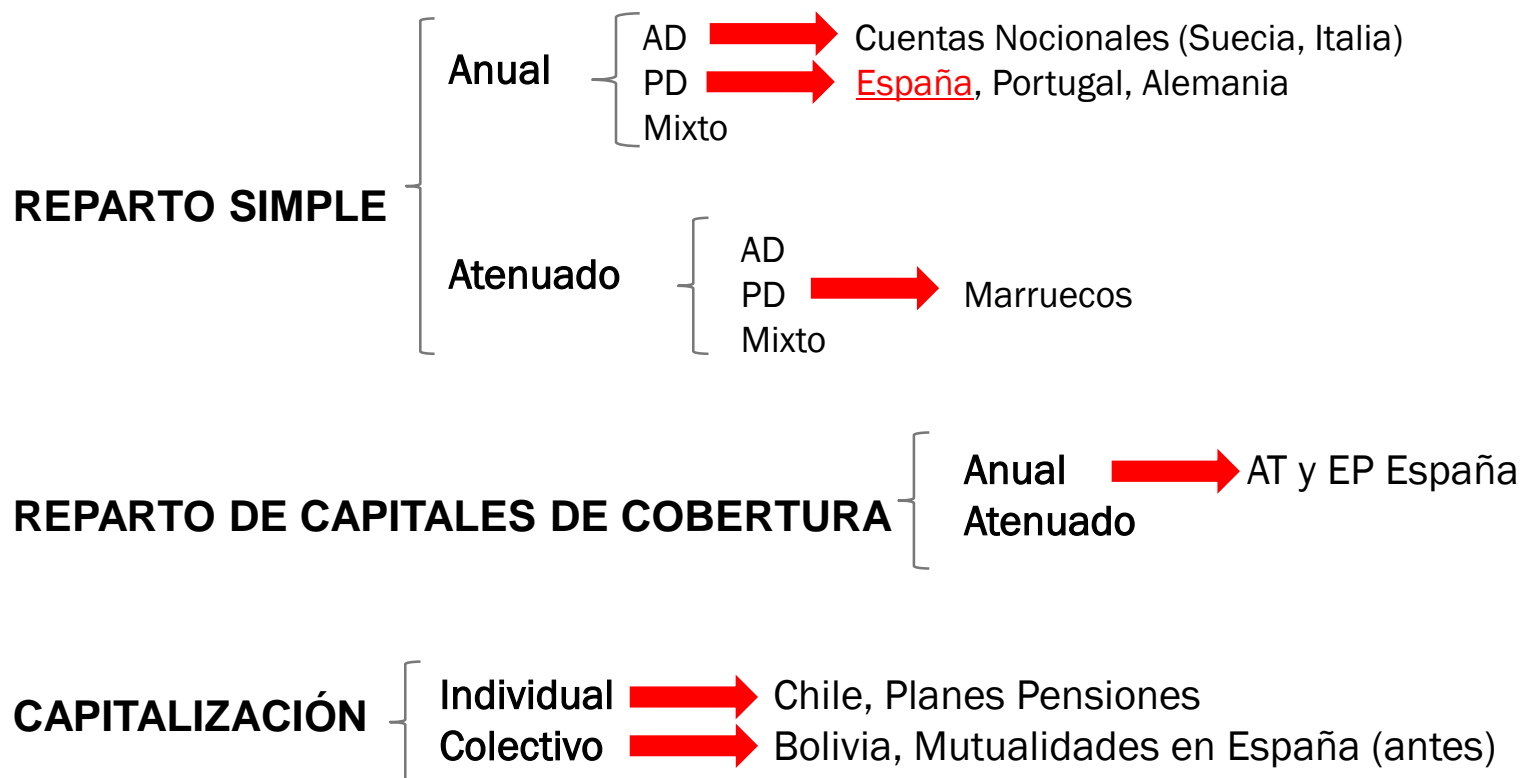 AD Cuentas Nocionales (Suecia, Italia)
Anual
PD España, Portugal, Alemania
Mixto
REPARTO SIMPLE
AD
Atenuado
PD Marruecos
Mixto
Anual AT y EP España
REPARTO DE CAPITALES DE COBERTURA
Atenuado
Individual Chile, Planes Pensiones
CAPITALIZACIÓN
Colectivo Bolivia, Mutualidades en España (antes)